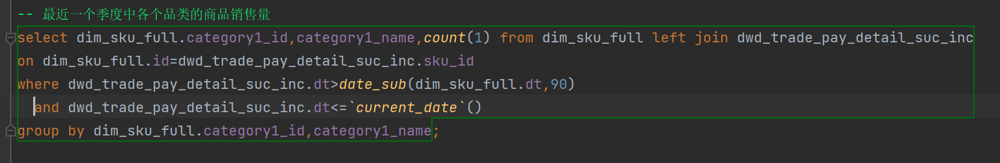 -- 最近一个季度中各个品类的商品销售量
select dim_sku_full.category1_id,category1_name,count(1) from dim_sku_full left join dwd_trade_pay_detail_suc_inc
on dim_sku_full.id=dwd_trade_pay_detail_suc_inc.sku_id
where dwd_trade_pay_detail_suc_inc.dt>date_sub(dim_sku_full.dt,90)
and dwd_trade_pay_detail_suc_inc.dt<=`current_date`()
group by dim_sku_full.category1_id,category1_name;